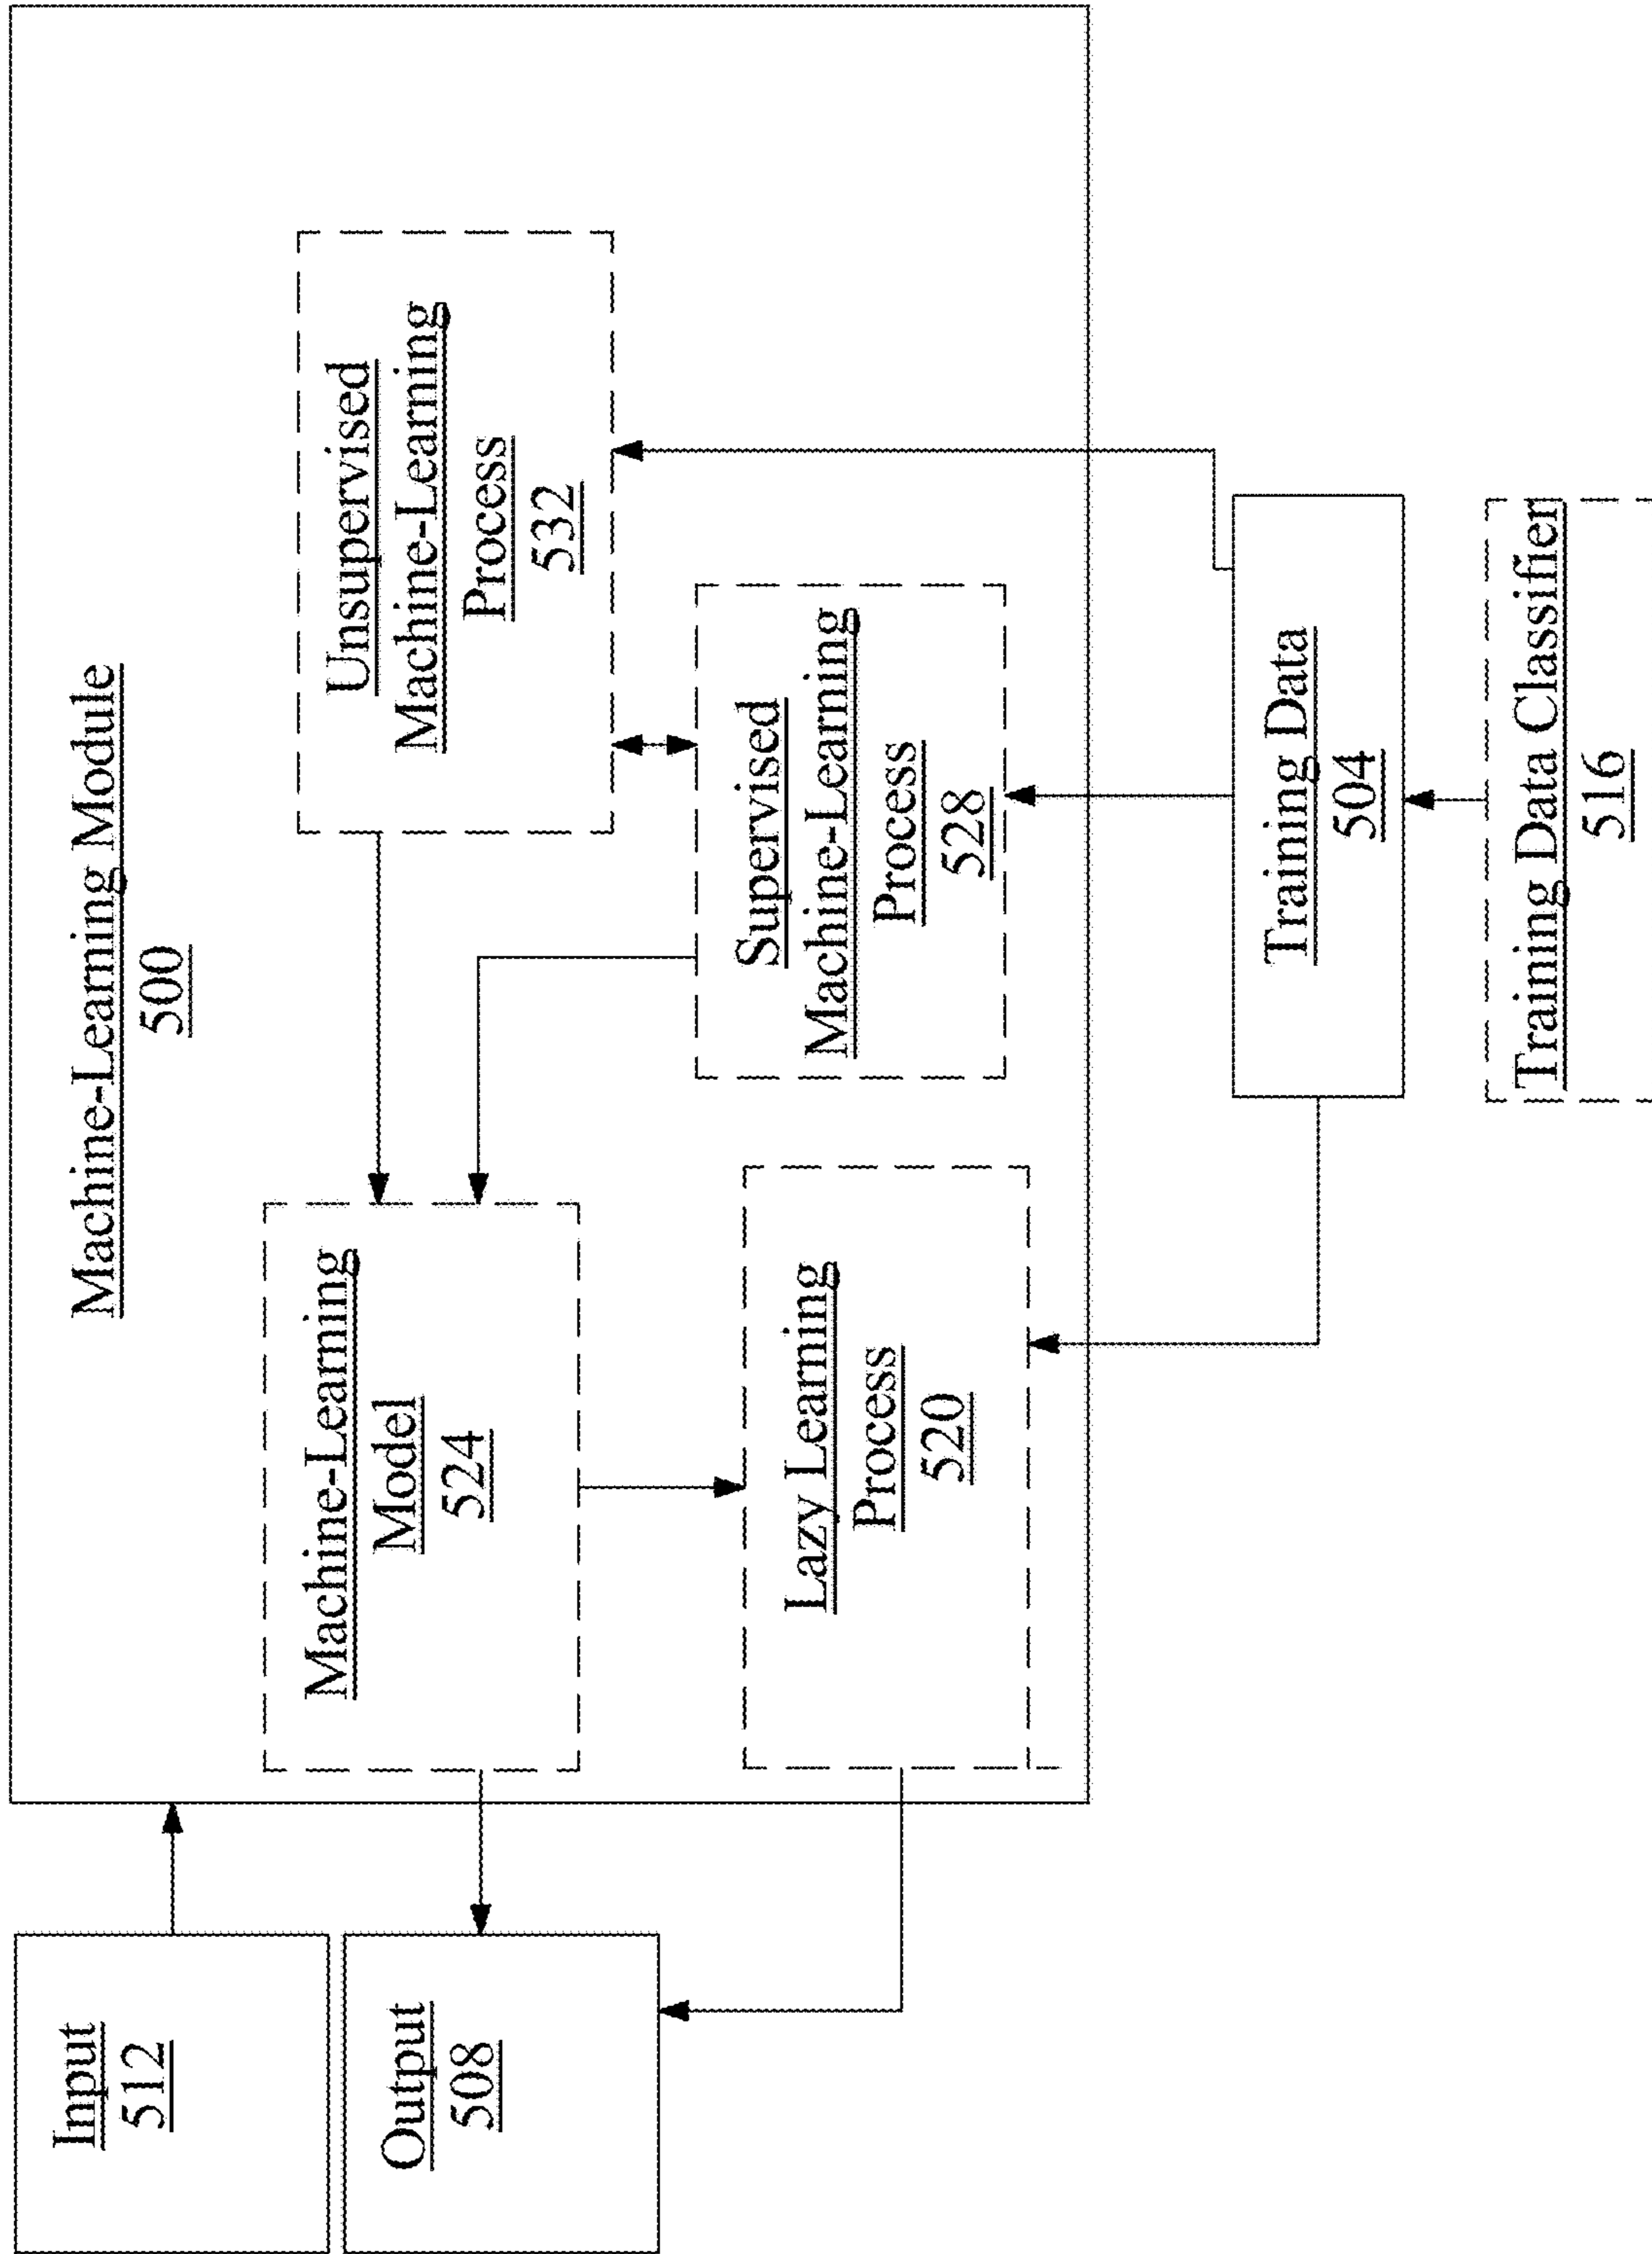 Machine-Learning Module
500
Input
512
Output
508
Machine-Learning
Model
524
Unsupervised
Machine-Learning
Process
532
Lazy Learning
Process
520
Supervised
Machine-Learning
Process
528
Training Data
504
Training Data Classifier
516